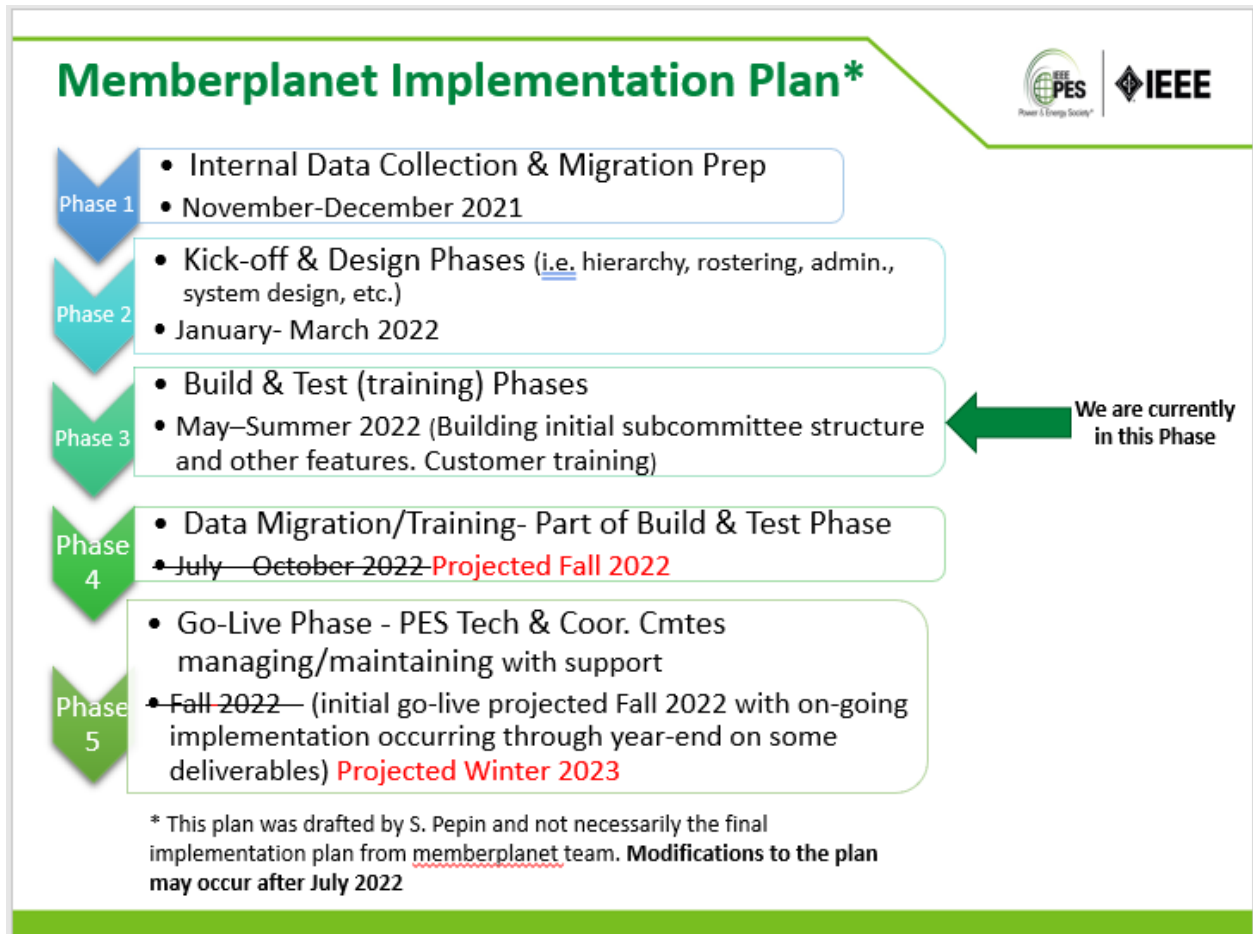 Memberplanet Implementation Plan*
IEEE
PES
Power & Energy Society®
IEEE
Phase 1
• Internal Data Collection & Migration Prep
• November-December 2021
Phase 2
• Kick-off & Design Phases (i.e. hierarchy, rostering, admin.,
system design, etc.)
• January- March 2022
Phase 3
• Build & Test (training) Phases
• May–Summer 2022 (Building initial subcommittee structure
and other features. Customer training)
We are currently
in this Phase
Phase
4
• Data Migration/Training- Part of Build & Test Phase
• July – October 2022 Projected Fall 2022
Phase
5
• Go-Live Phase - PES Tech & Coor. Cmtes
managing/maintaining with support
• Fall 2022 – (initial go-live projected Fall 2022 with on-going
implementation occurring through year-end on some
deliverables) Projected Winter 2023
* This plan was drafted by S. Pepin and not necessarily the final
implementation plan from memberplanet team. Modifications to the plan
may occur after July 2022